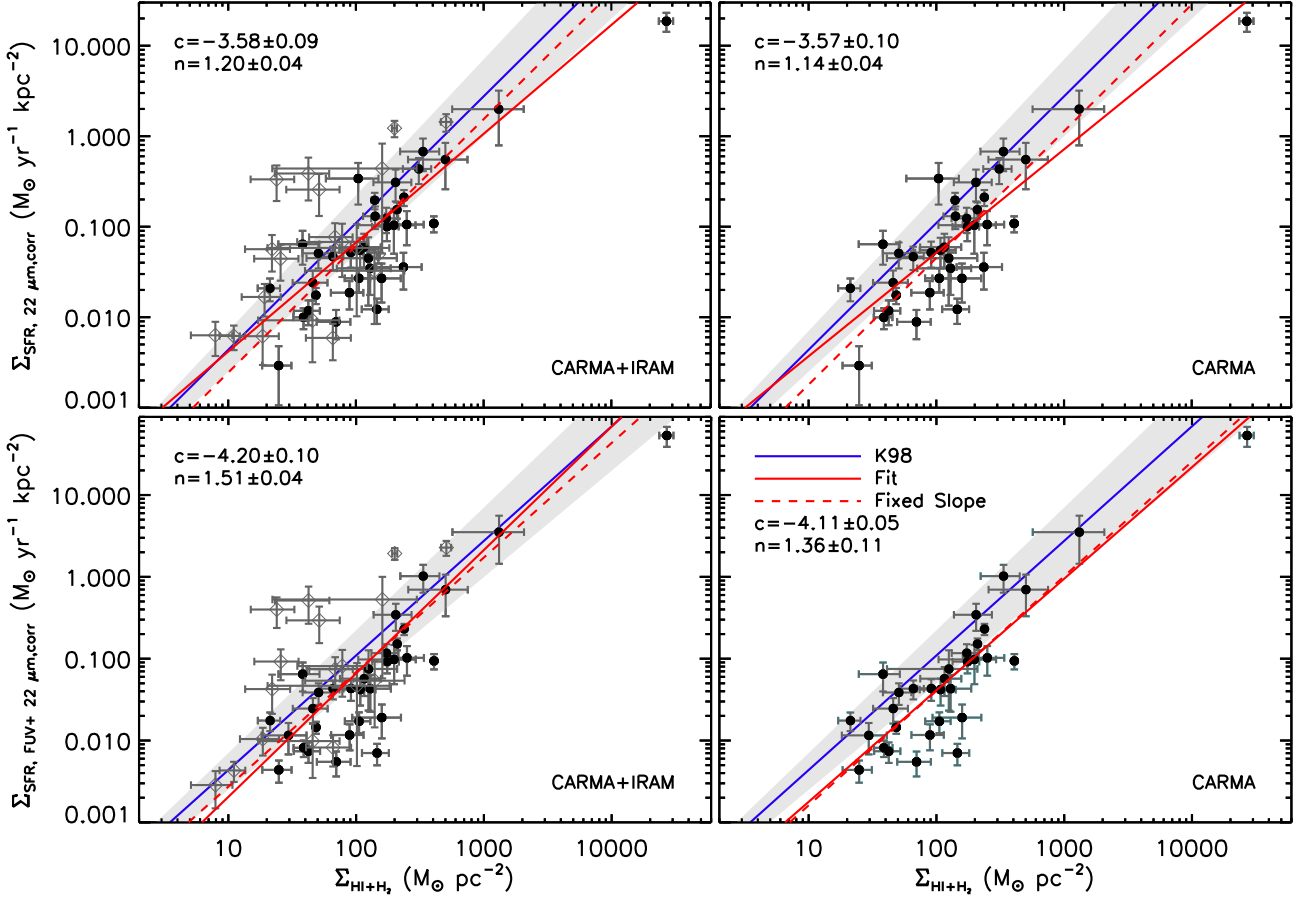 10.000
1.000
0.100
0.010
0.001
Σ_SFR, 22 μm,corr (M⊙ yr⁻¹ kpc⁻²)
c=−3.58±0.09
n=1.20±0.04
CARMA+IRAM
c=−3.57±0.10
n=1.14±0.04
CARMA
10.000
1.000
0.100
0.010
0.001
Σ_SFR, FUV+ 22 μm,corr (M⊙ yr⁻¹ kpc⁻²)
c=−4.20±0.10
n=1.51±0.04
CARMA+IRAM
K98
Fit
Fixed Slope
c=−4.11±0.05
n=1.36±0.11
CARMA
10 100 1000 10000
Σ_HI+H₂ (M⊙ pc⁻²)
10 100 1000 10000
Σ_HI+H₂ (M⊙ pc⁻²)